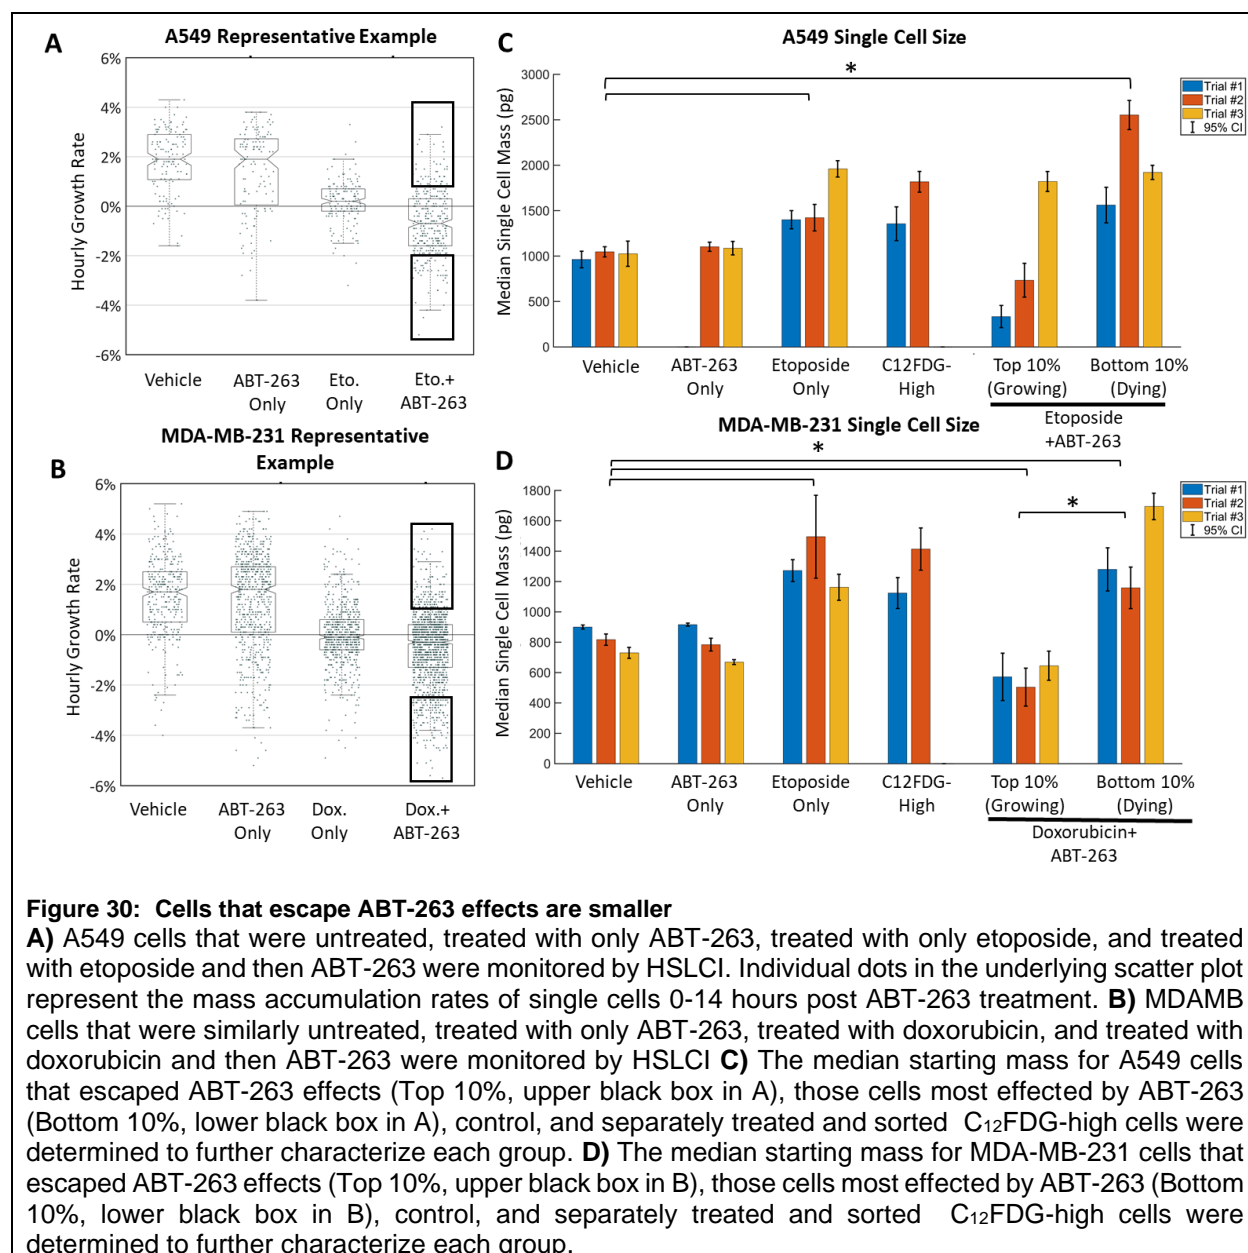 A
A549 Representative Example
6%
4%
2%
0%
-2%
-4%
-6%
Hourly Growth Rate
Vehicle
ABT-263
Only
Eto.
Only
Eto.+
ABT-263
C
A549 Single Cell Size
*
3000
2500
2000
1500
1000
500
0
Median Single Cell Mass (pg)
Trial #1
Trial #2
Trial #3
95% CI
Vehicle
ABT-263
Only
Etoposide
Only
C12FDG-
High
Top 10%
(Growing)
Bottom 10%
(Dying)
Etoposide
+ABT-263
B
MDA-MB-231 Representative
Example
6%
4%
2%
0%
-2%
-4%
-6%
Hourly Growth Rate
Vehicle
ABT-263
Only
Dox.
Only
Dox.+
ABT-263
D
MDA-MB-231 Single Cell Size
*
*
1800
1600
1400
1200
1000
800
600
400
200
0
Median Single Cell Mass (pg)
Trial #1
Trial #2
Trial #3
95% CI
Vehicle
ABT-263
Only
Etoposide
Only
C12FDG-
High
Top 10%
(Growing)
Bottom 10%
(Dying)
Doxorubicin+
ABT-263
Figure 30: Cells that escape ABT-263 effects are smaller
A) A549 cells that were untreated, treated with only ABT-263, treated with only etoposide, and treated
with etoposide and then ABT-263 were monitored by HSLCI. Individual dots in the underlying scatter plot
represent the mass accumulation rates of single cells 0-14 hours post ABT-263 treatment. B) MDAMB
cells that were similarly untreated, treated with only ABT-263, treated with doxorubicin, and treated with
doxorubicin and then ABT-263 were monitored by HSLCI C) The median starting mass for A549 cells
that escaped ABT-263 effects (Top 10%, upper black box in A), those cells most effected by ABT-263
(Bottom 10%, lower black box in A), control, and separately treated and sorted C₁₂FDG-high cells were
determined to further characterize each group. D) The median starting mass for MDA-MB-231 cells that
escaped ABT-263 effects (Top 10%, upper black box in B), those cells most effected by ABT-263 (Bottom
10%, lower black box in B), control, and separately treated and sorted C₁₂FDG-high cells were
determined to further characterize each group.